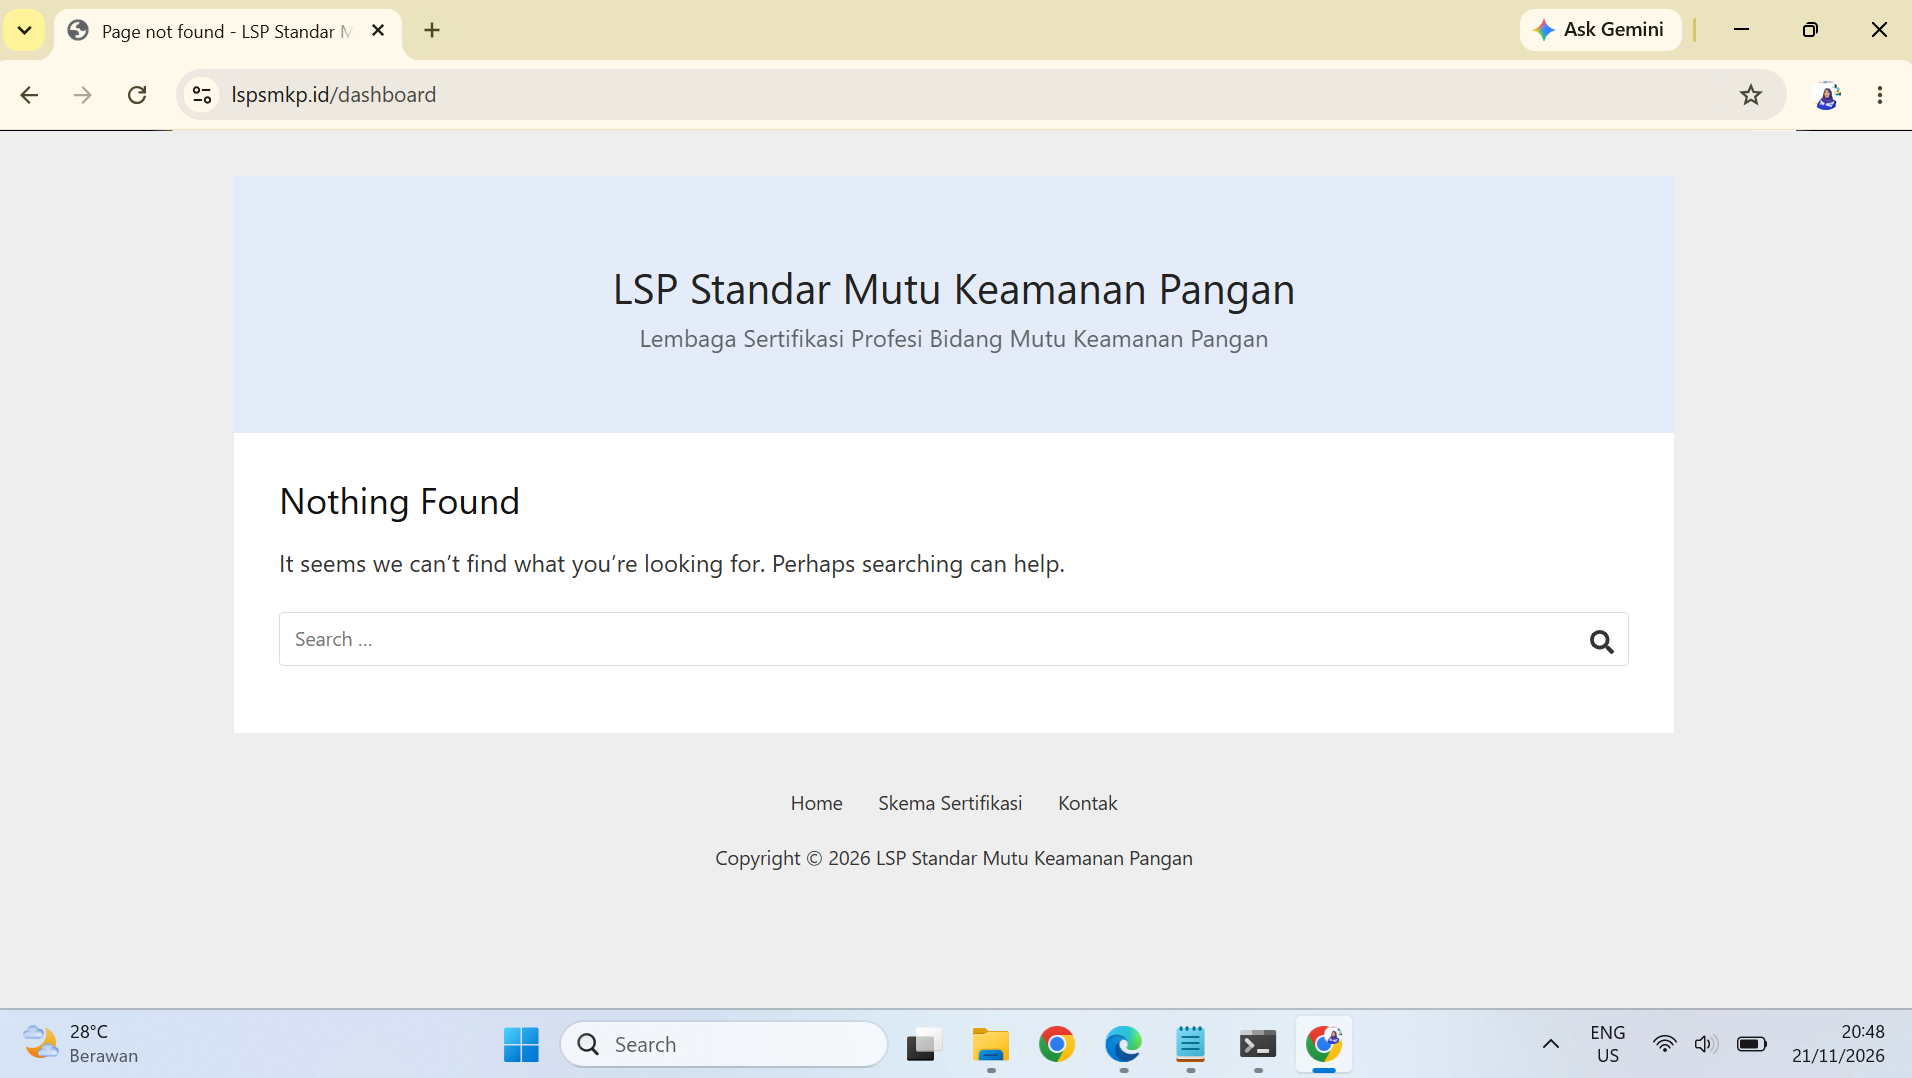 Page not found - LSP Standar M
Ask Gemini
lspsmkp.id/dashboard
LSP Standar Mutu Keamanan Pangan
Lembaga Sertifikasi Profesi Bidang Mutu Keamanan Pangan
Nothing Found
It seems we can’t find what you’re looking for. Perhaps searching can help.
Search …
Home Skema Sertifikasi Kontak
Copyright © 2026 LSP Standar Mutu Keamanan Pangan
28°C
Berawan
Search
ENG
US
20:48
21/11/2026